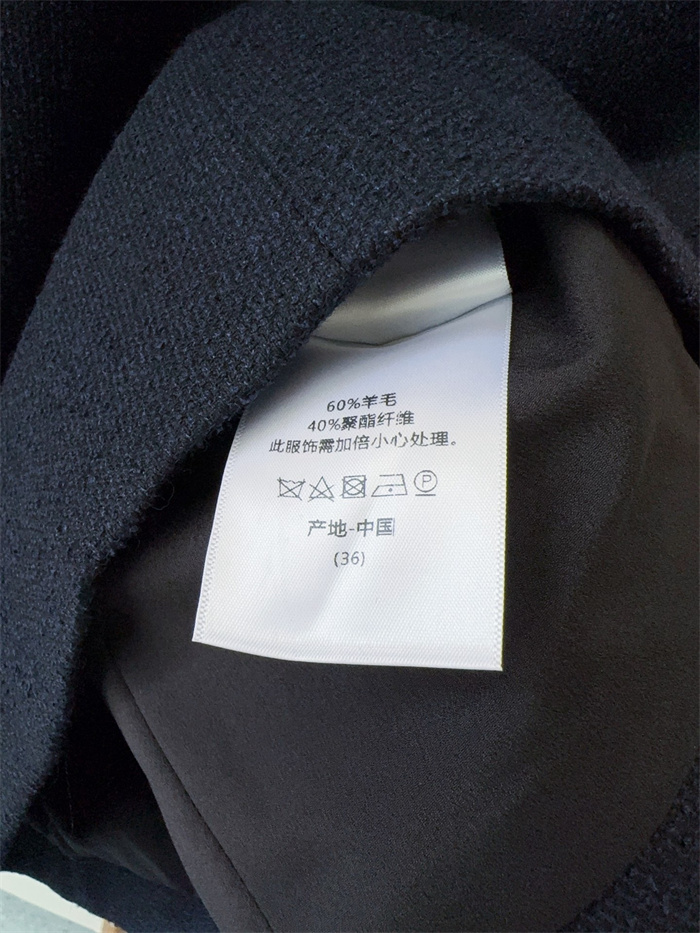 60%羊毛
40%聚酯纤维
此服饰需加倍小心处理。
P
产地-中国
(36)